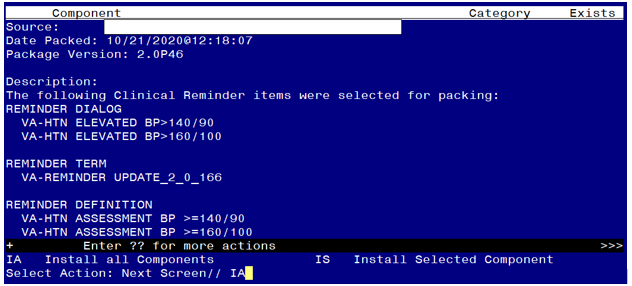 Component Category Exists
Source:
Date Packed: 10/21/2020@12:18:07
Package Version: 2.0P46
Description:
The following Clinical Reminder items were selected for packing:
REMINDER DIALOG
VA-HTN ELEVATED BP>140/90
VA-HTN ELEVATED BP>160/100
REMINDER TERM
VA-REMINDER UPDATE_2_0_166
REMINDER DEFINITION
VA-HTN ASSESSMENT BP >=140/90
VA-HTN ASSESSMENT BP >=160/100
+ Enter ?? for more actions >>>
IA Install all Components IS Install Selected Component
Select Action: Next Screen// IA